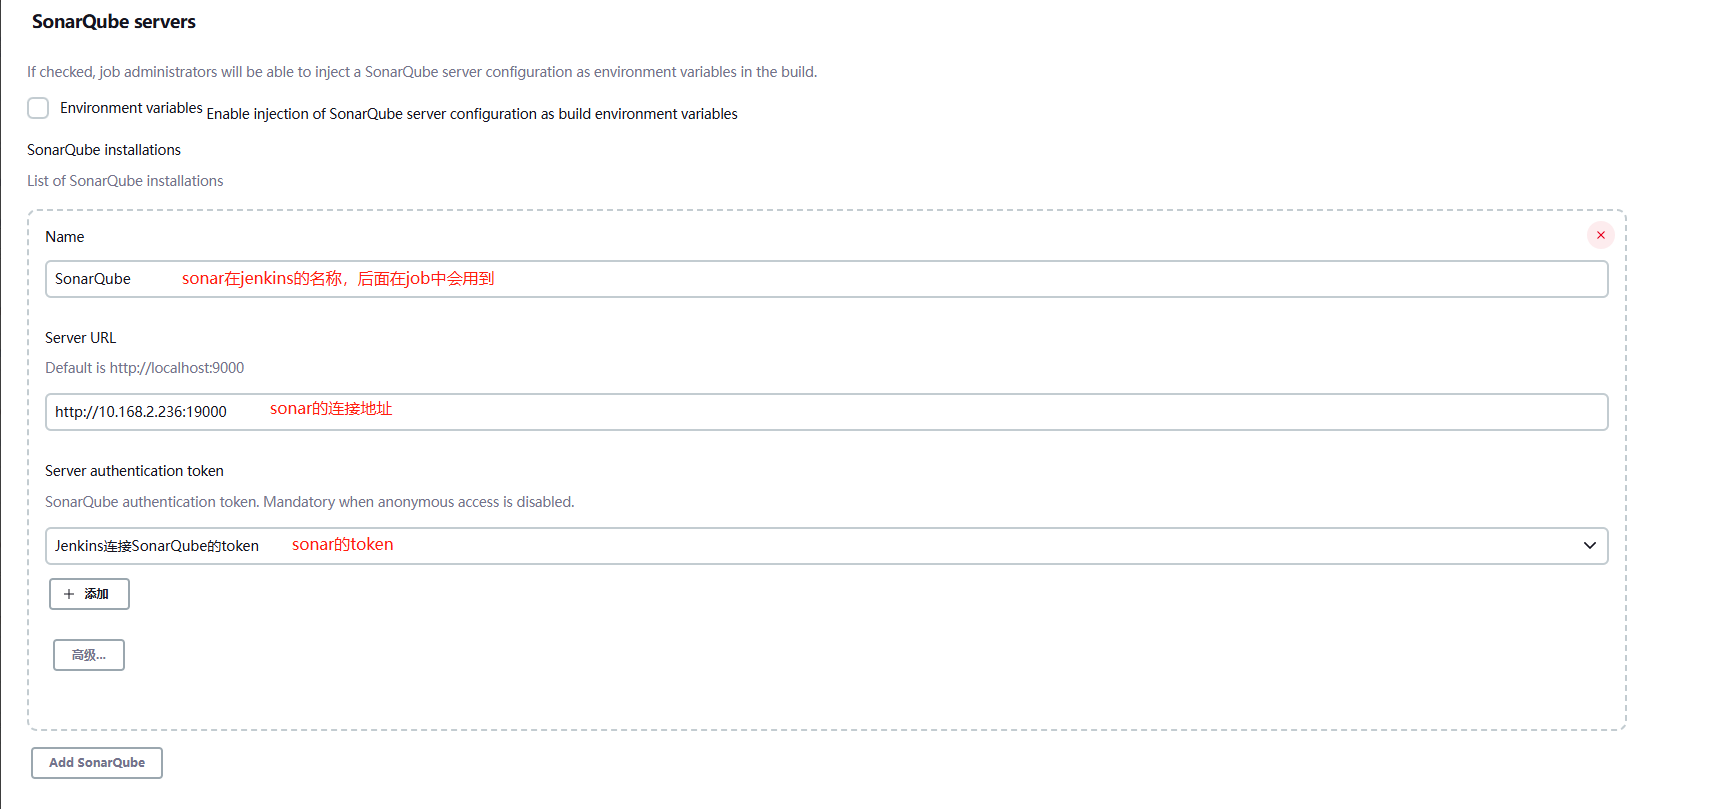 SonarQube servers
If checked, job administrators will be able to inject a SonarQube server configuration as environment variables in the build.
Environment variables Enable injection of SonarQube server configuration as build environment variables
SonarQube installations
List of SonarQube installations
Name
SonarQube sonar在jenkins的名称，后面在job中会用到
Server URL
Default is http://localhost:9000
http://10.168.2.236:19000 sonar的连接地址
Server authentication token
SonarQube authentication token. Mandatory when anonymous access is disabled.
Jenkins连接SonarQube的token sonar的token
添加
高级...
Add SonarQube